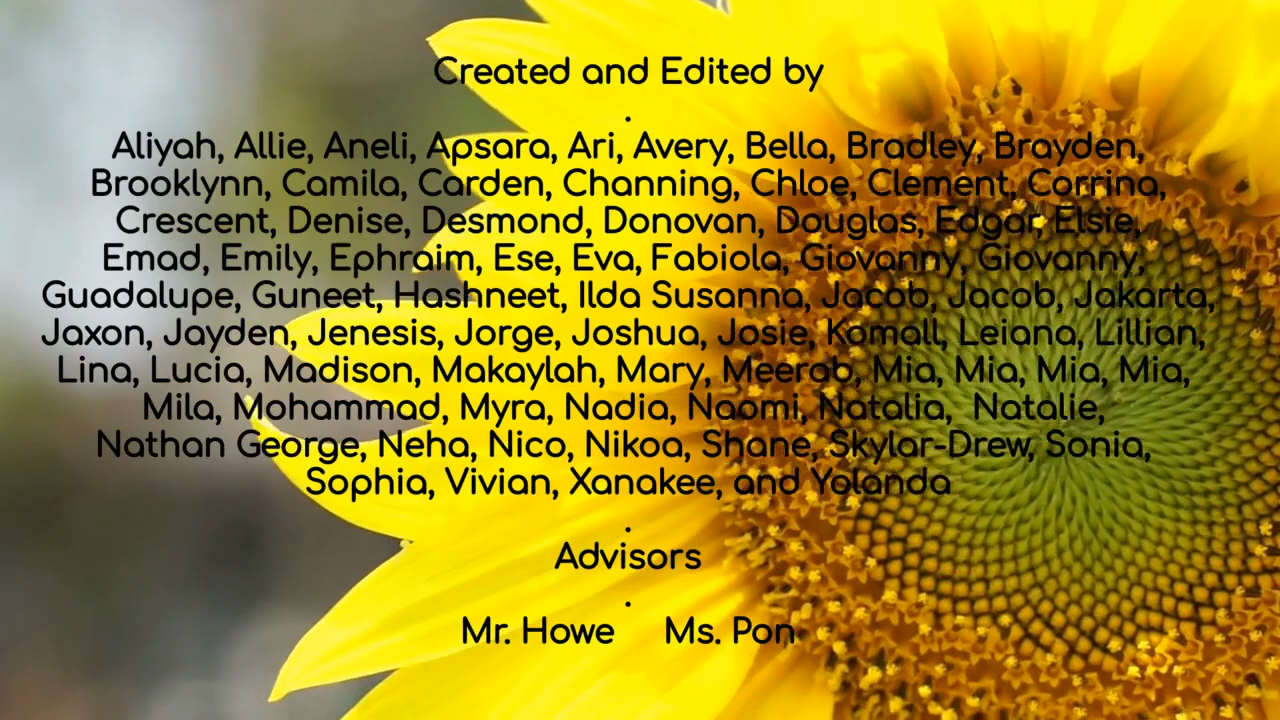 Created and Edited by
.
Aliyah, Allie, Aneli, Apsara, Ari, Avery, Bella, Bradley, Brayden,
Brooklynn, Camila, Carden, Channing, Chloe, Clement, Corrina,
Crescent, Denise, Desmond, Donovan, Douglas, Edgar, Elsie,
Emad, Emily, Ephraim, Ese, Eva, Fabiola, Giovanny, Giovanny,
Guadalupe, Guneet, Hashneet, Ilda Susanna, Jacob, Jacob, Jakarta,
Jaxon, Jayden, Jenesis, Jorge, Joshua, Josie, Komall, Leiana, Lillian,
Lina, Lucia, Madison, Makaylah, Mary, Meerab, Mia, Mia, Mia, Mia,
Mila, Mohammad, Myra, Nadia, Naomi, Natalia,  Natalie,
Nathan George, Neha, Nico, Nikoa, Shane, Skylar-Drew, Sonia,
Sophia, Vivian, Xanakee, and Yolanda
.
Advisors
.
Mr. Howe     Ms. Pon